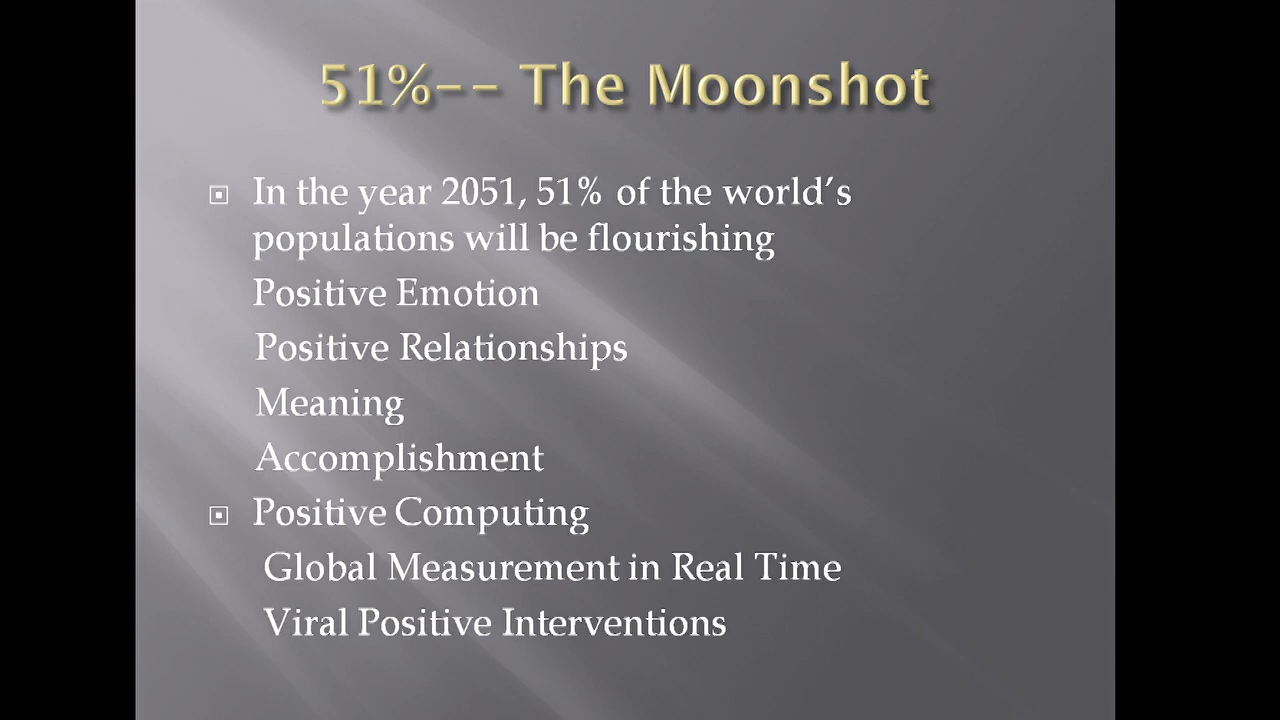 51%-- The Moonshot
In the year 2051, 51% of the world's
populations will be flourishing
Positive Emotion
Positive Relationships
Meaning
Accomplishment
Positive Computing
Global Measurement in Real Time
Viral Positive Interventions